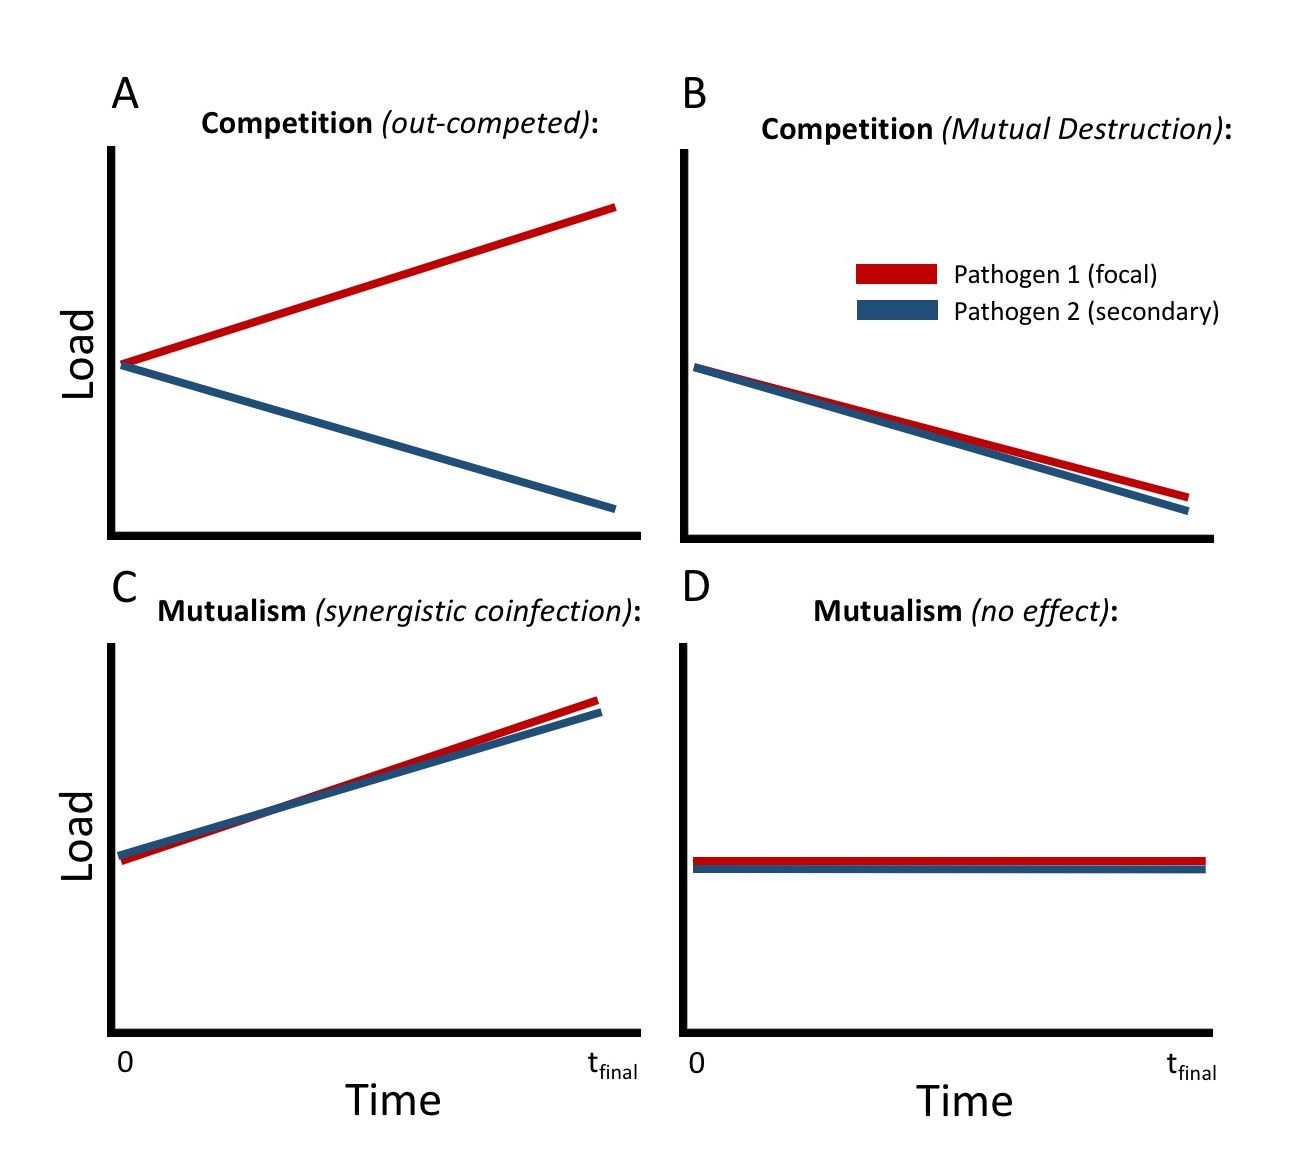 A
Competition (out-competed):
Load
B
Competition (Mutual Destruction):
Pathogen 1 (focal)
Pathogen 2 (secondary)
C
Mutualism (synergistic coinfection):
Load
0
tfinal
Time
D
Mutualism (no effect):
0
tfinal
Time